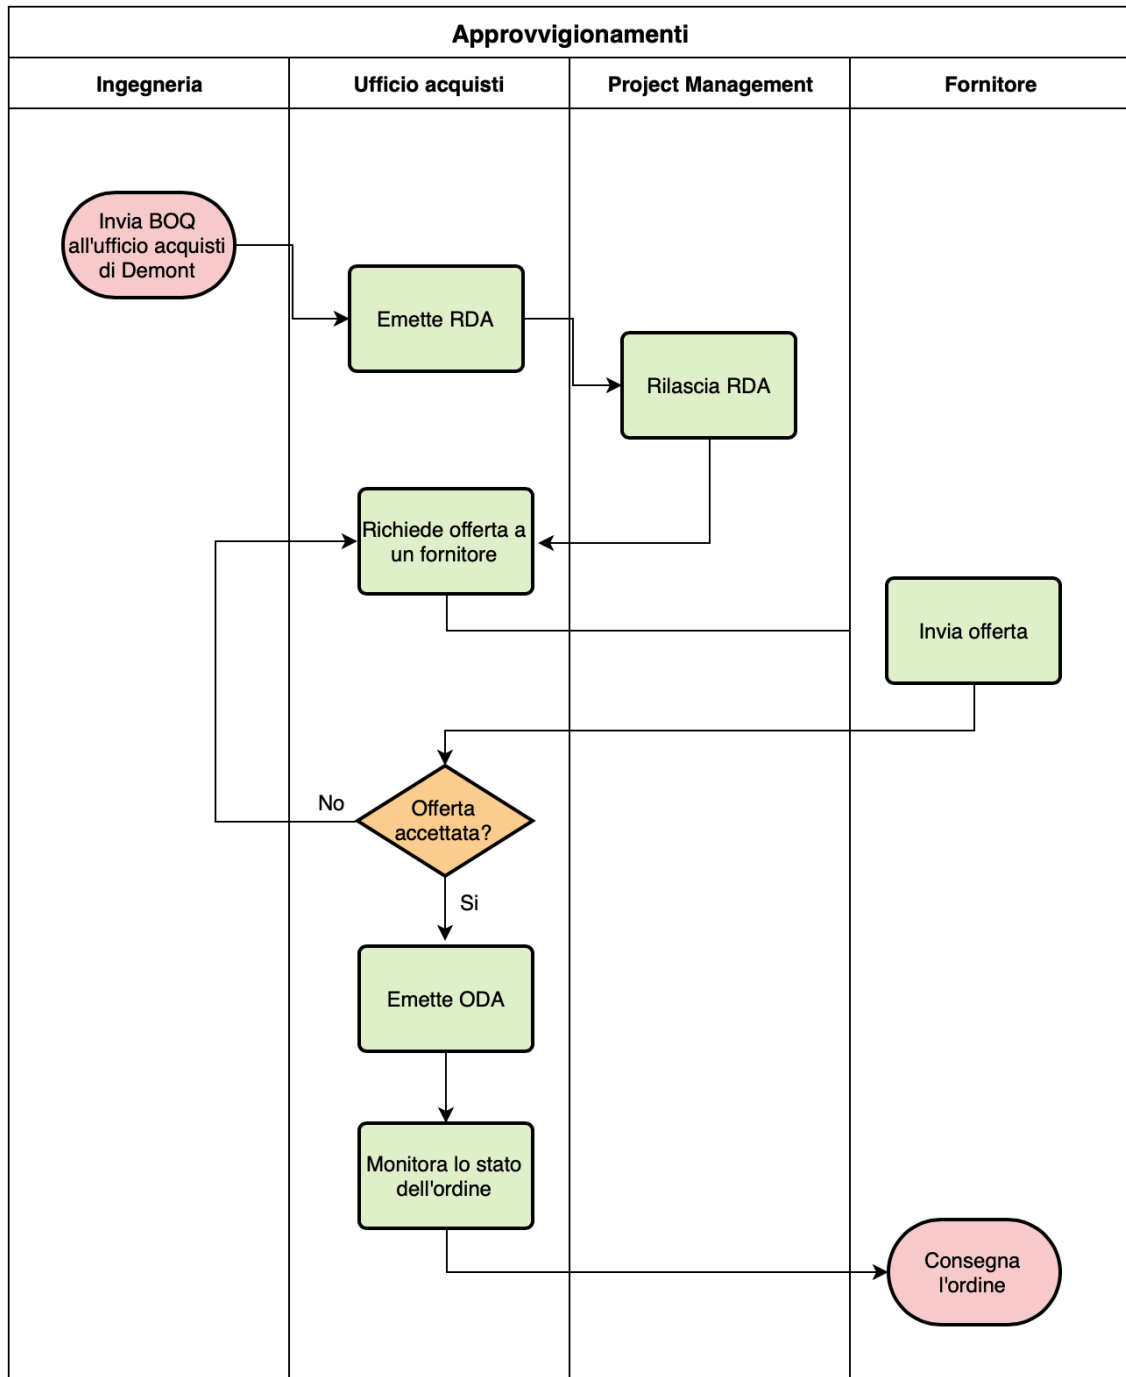 Approvvigionamenti
Ingegneria
Ufficio acquisti
Project Management
Fornitore
Invia BOQ
all'ufficio acquisti
di Demont
Emette RDA
Rilascia RDA
Richiede offerta a
un fornitore
Invia offerta
No
Offerta
accettata?
Si
Emette ODA
Monitora lo stato
dell'ordine
Consegna
l'ordine